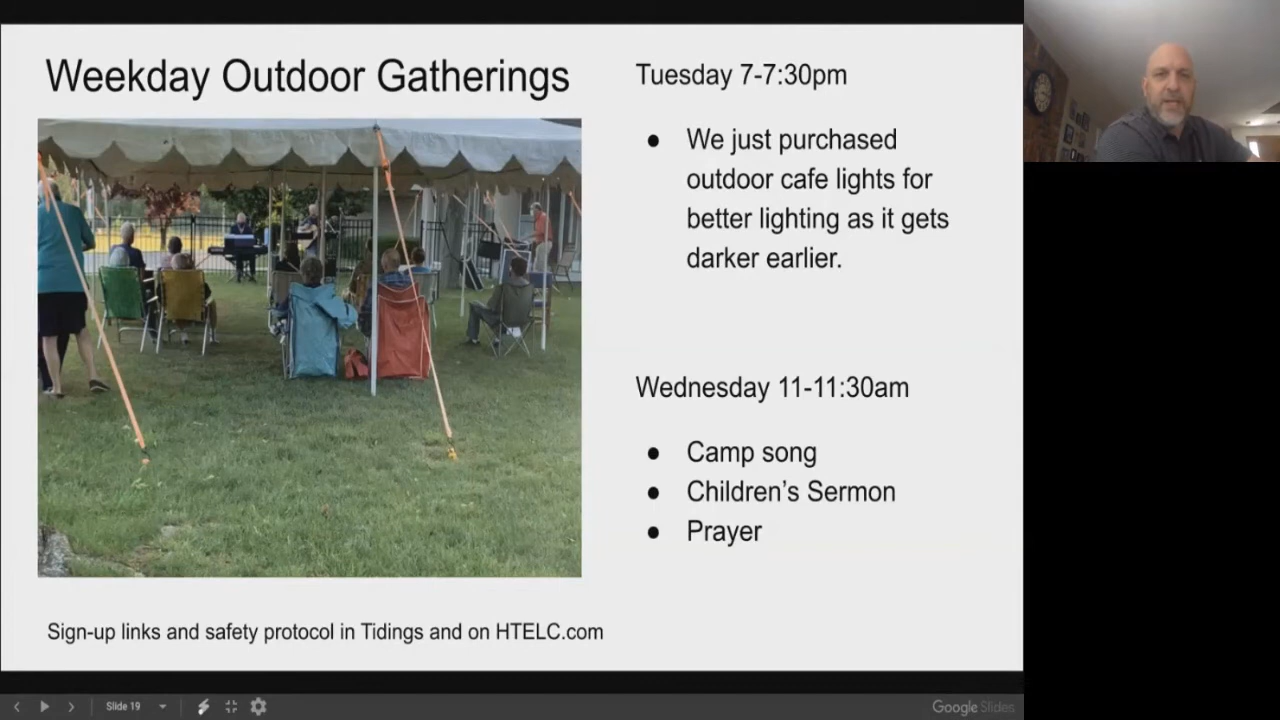 Weekday Outdoor Gatherings
Tuesday 7-7:30pm
● We just purchased
outdoor cafe lights for
better lighting as it gets
darker earlier.
Wednesday 11-11:30am
● Camp song
● Children's Sermon
● Prayer
Sign-up links and safety protocol in Tidings and on HTELC.com
Slide 19
Google Slides